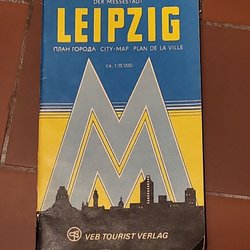 DER MESSESTADT
LEIPZIG
ПЛАН ГОРОДА CITY-MAP PLAN DE LA VILLE
ca. 1:15 000
VEB TOURIST VERLAG